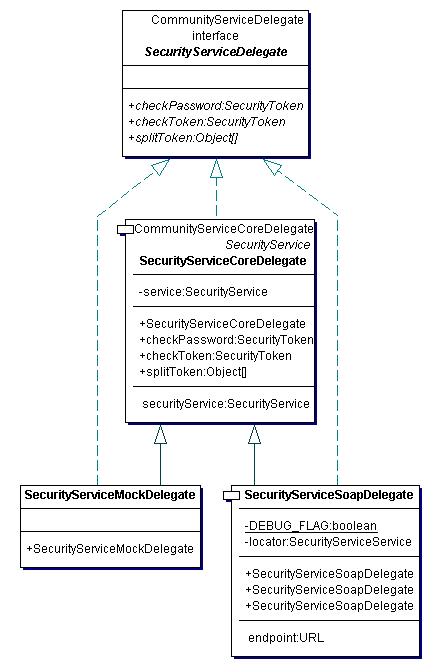 CommunityServiceDelegate
interface
SecurityServiceDelegate
+checkPassword:SecurityToken
+checkToken:SecurityToken
+splitToken:Object[]
CommunityServiceCoreDelegate
SecurityService
SecurityServiceCoreDelegate
-service:SecurityService
+SecurityServiceCoreDelegate
+checkPassword:SecurityToken
+checkToken:SecurityToken
+splitToken:Object[]
securityService:SecurityService
SecurityServiceMockDelegate
+SecurityServiceMockDelegate
SecurityServiceSoapDelegate
-DEBUG_FLAG:boolean
-locator:SecurityServiceService
+SecurityServiceSoapDelegate
+SecurityServiceSoapDelegate
+SecurityServiceSoapDelegate
endpoint:URL